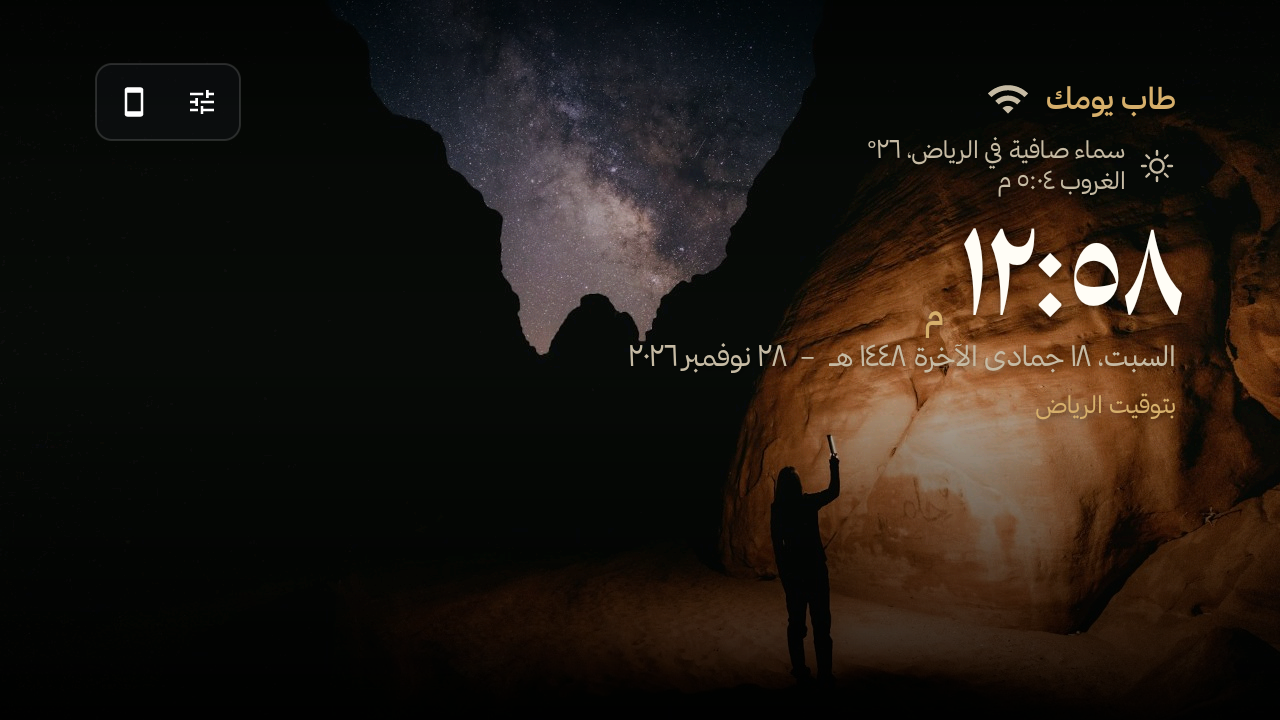 طاب يومك
سماء صافية في الرياض، ٢٦°
الغروب ٥:٠٤ م
١٢:٥٨ م
السبت، ١٨ جمادى الآخرة ١٤٤٨ هـ – ٢٨ نوفمبر ٢٠٢٦
بتوقيت الرياض